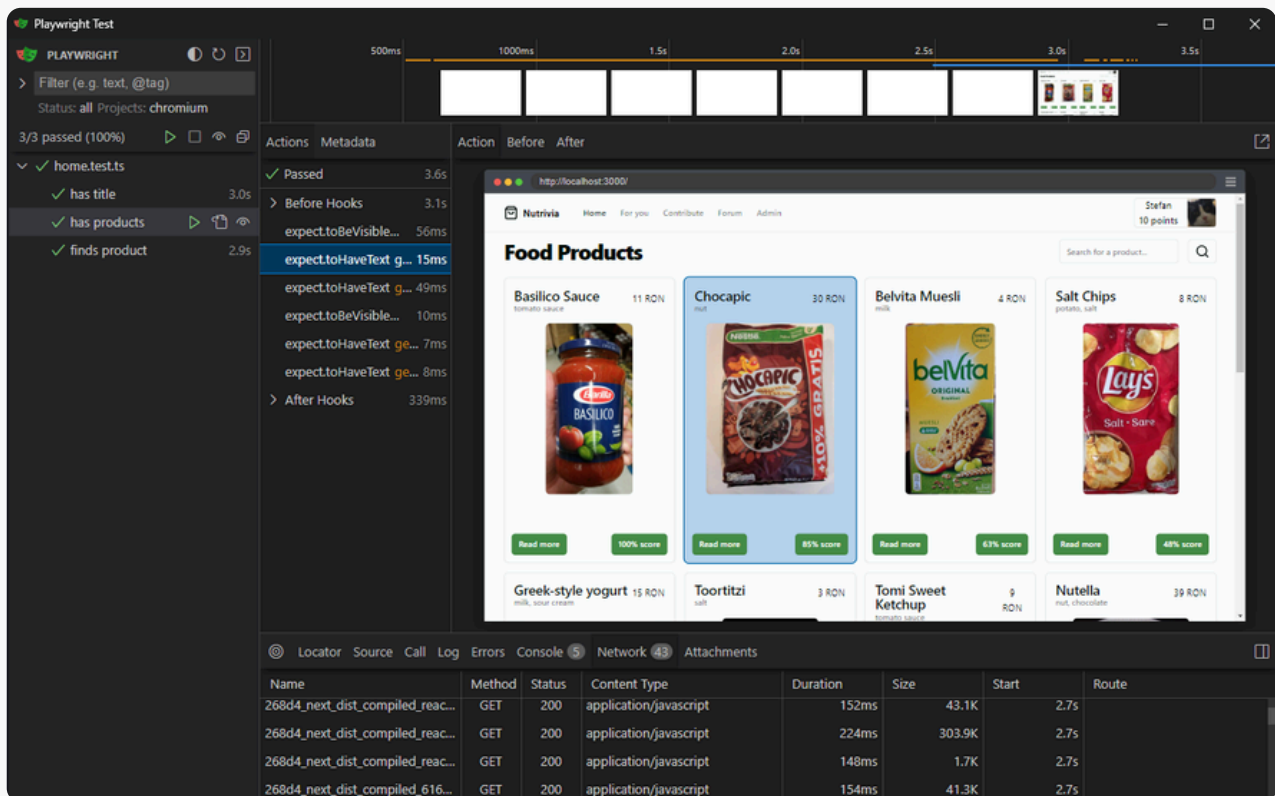 Playwright Test
PLAYWRIGHT
Filter (e.g. text, @tag)
Status: all Projects: chromium
3/3 passed (100%)
home.test.ts
has title 3.0s
has products
finds product 2.9s
500ms 1000ms 1.5s 2.0s 2.5s 3.0s 3.5s
Actions Metadata
Passed 3.6s
Before Hooks 3.1s
expect.toBeVisible... 56ms
expect.toHaveText g... 15ms
expect.toHaveText g... 49ms
expect.toBeVisible... 10ms
expect.toHaveText ge... 7ms
expect.toHaveText ge... 8ms
After Hooks 339ms
Action Before After
http://localhost:3000/
Nutrivia Home For you Contribute Forum Admin
Stefan
10 points
Food Products
Search for a product...
Basilico Sauce 11 RON
tomato sauce
Barilla
BASILICO
Read more 100% score
Chocapic 30 RON
nut
Nestlé
CHOCAPIC
+10% GRATIS
Read more 85% score
Belvita Muesli 4 RON
milk
belVita
ORIGINAL
Breakfast
Read more 63% score
Salt Chips 8 RON
potato, salt
Lay's
Salt · Sare
Read more 48% score
Greek-style yogurt 15 RON
milk, sour cream
Toortitzi 3 RON
salt
Tomi Sweet
Ketchup
9
RON
tomato sauce
Nutella 39 RON
nut, chocolate
Locator Source Call Log Errors Console 5 Network 43 Attachments
Name Method Status Content Type Duration Size Start Route
268d4_next_dist_compiled_reac... GET 200 application/javascript 152ms 43.1K 2.7s
268d4_next_dist_compiled_reac... GET 200 application/javascript 224ms 303.9K 2.7s
268d4_next_dist_compiled_reac... GET 200 application/javascript 148ms 1.7K 2.7s
268d4_next_dist_compiled_616... GET 200 application/javascript 154ms 41.3K 2.7s